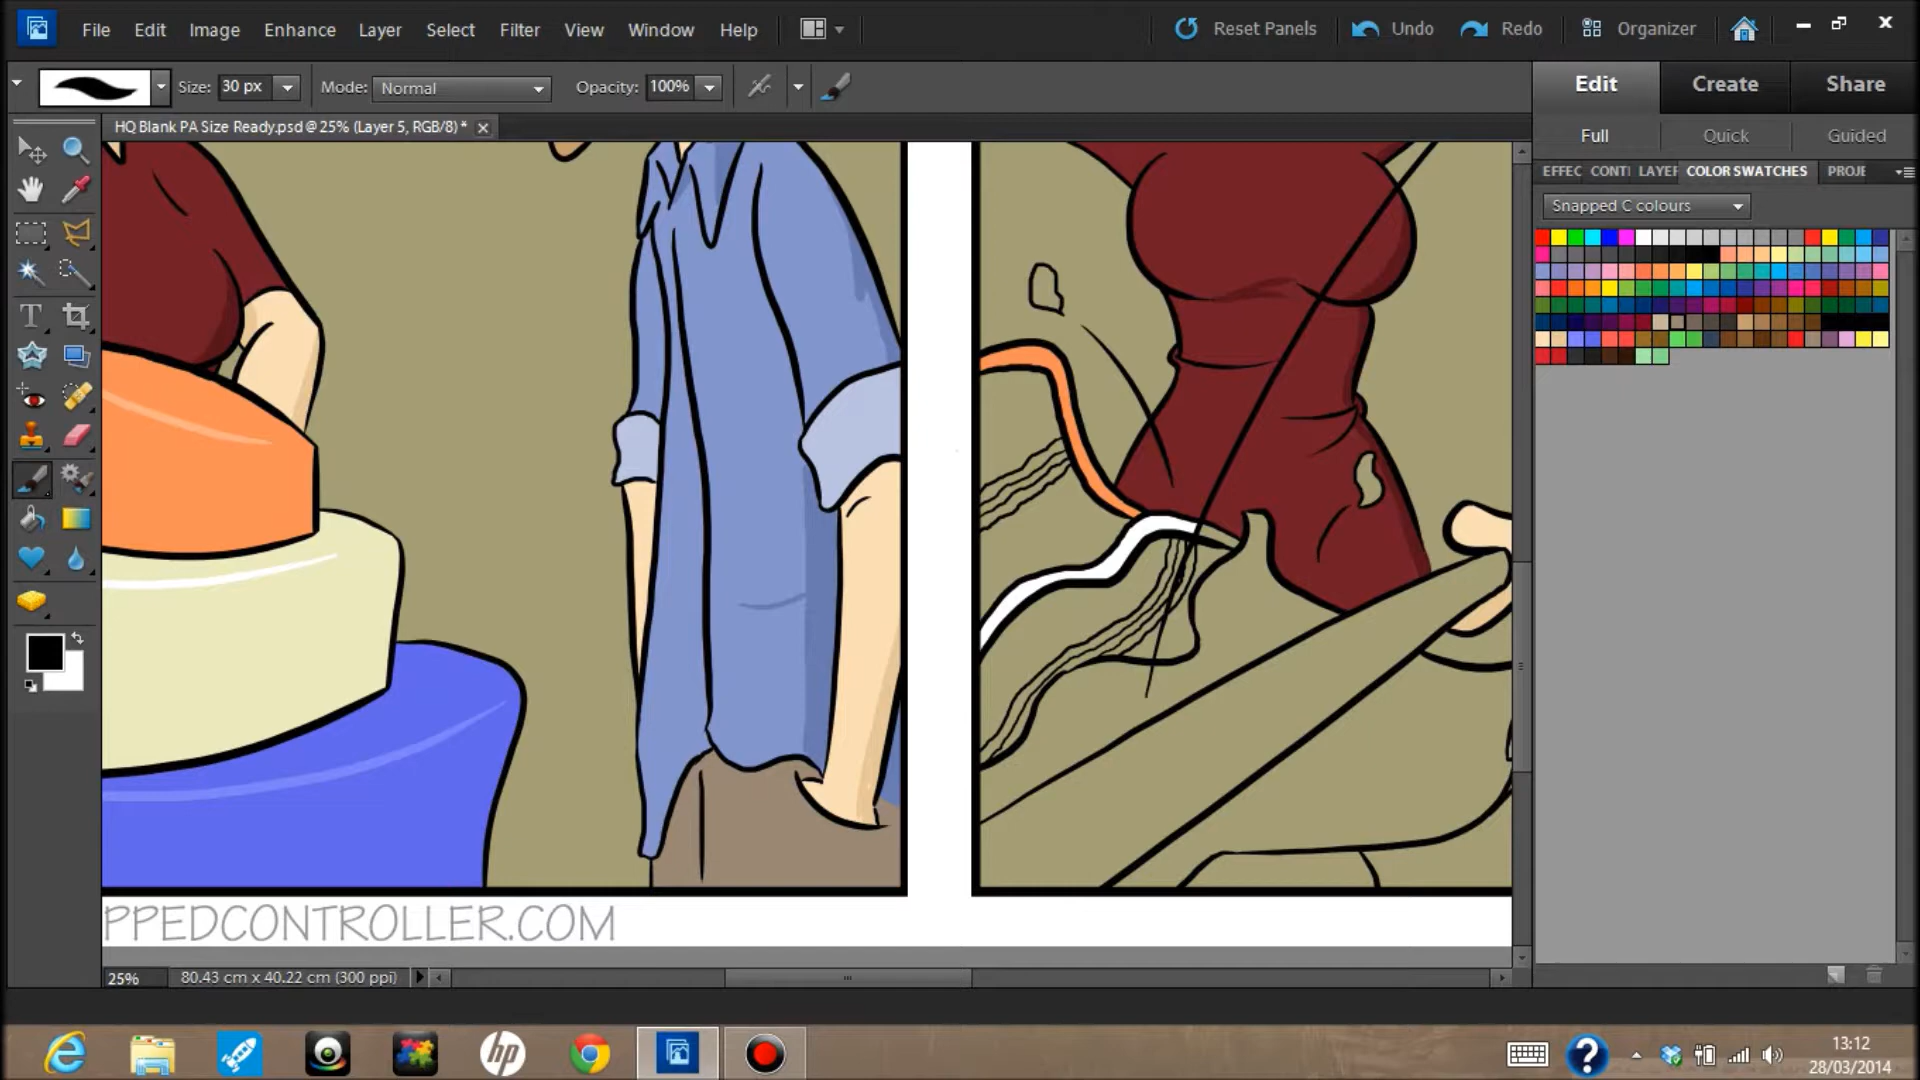 File Edit Image Enhance Layer Select Filter View Window Help Reset Panels Undo Redo Organizer
Size: 30 px Mode: Normal Opacity: 100% Edit Create Share
HQ Blank PA Size Ready.psd @ 25% (Layer 5, RGB/8) * Full Quick Guided
EFFEC CONTI LAYER COLOR SWATCHES PROJE
Snapped C colours
T
PPEDCONTROLLER.COM
25% 80.43 cm x 40.22 cm (300 ppi)
hp ? 13:12
28/03/2014